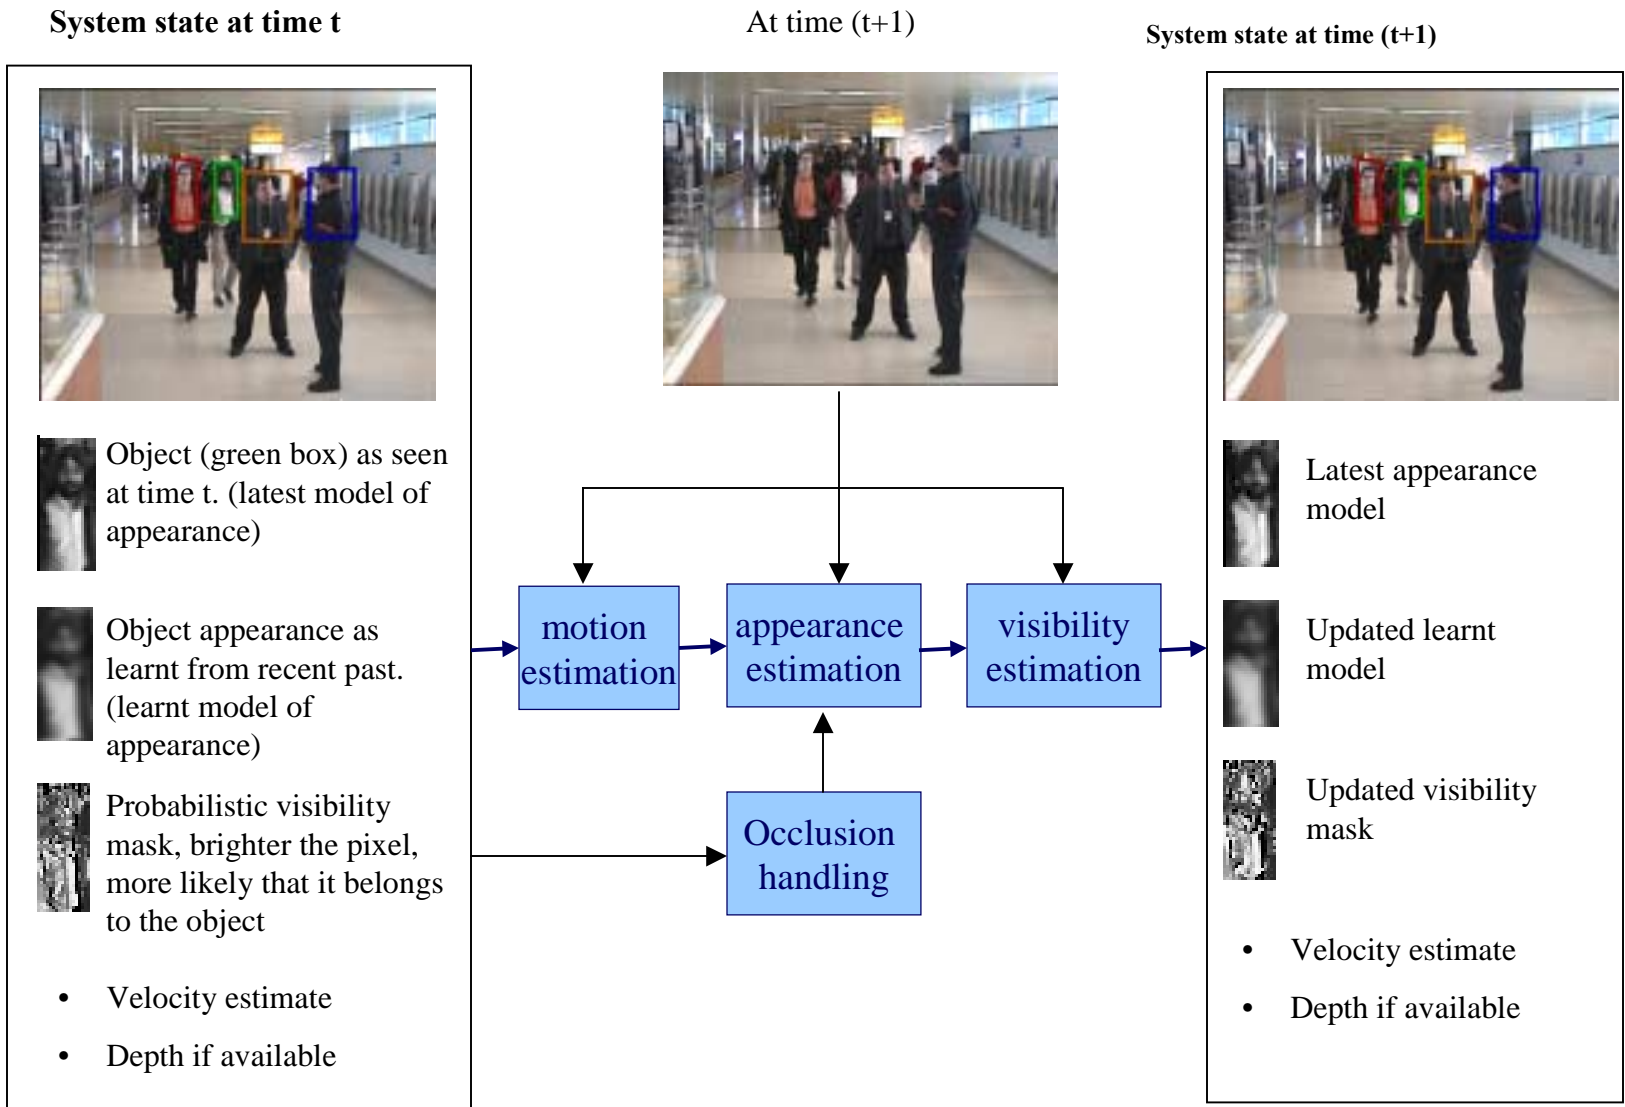 System state at time t
At time (t+1)
System state at time (t+1)
Object (green box) as seen
at time t. (latest model of
appearance)
Object appearance as
learnt from recent past.
(learnt model of
appearance)
Probabilistic visibility
mask, brighter the pixel,
more likely that it belongs
to the object
• Velocity estimate
• Depth if available
motion
estimation
appearance
estimation
visibility
estimation
Occlusion
handling
Latest appearance
model
Updated learnt
model
Updated visibility
mask
• Velocity estimate
• Depth if available